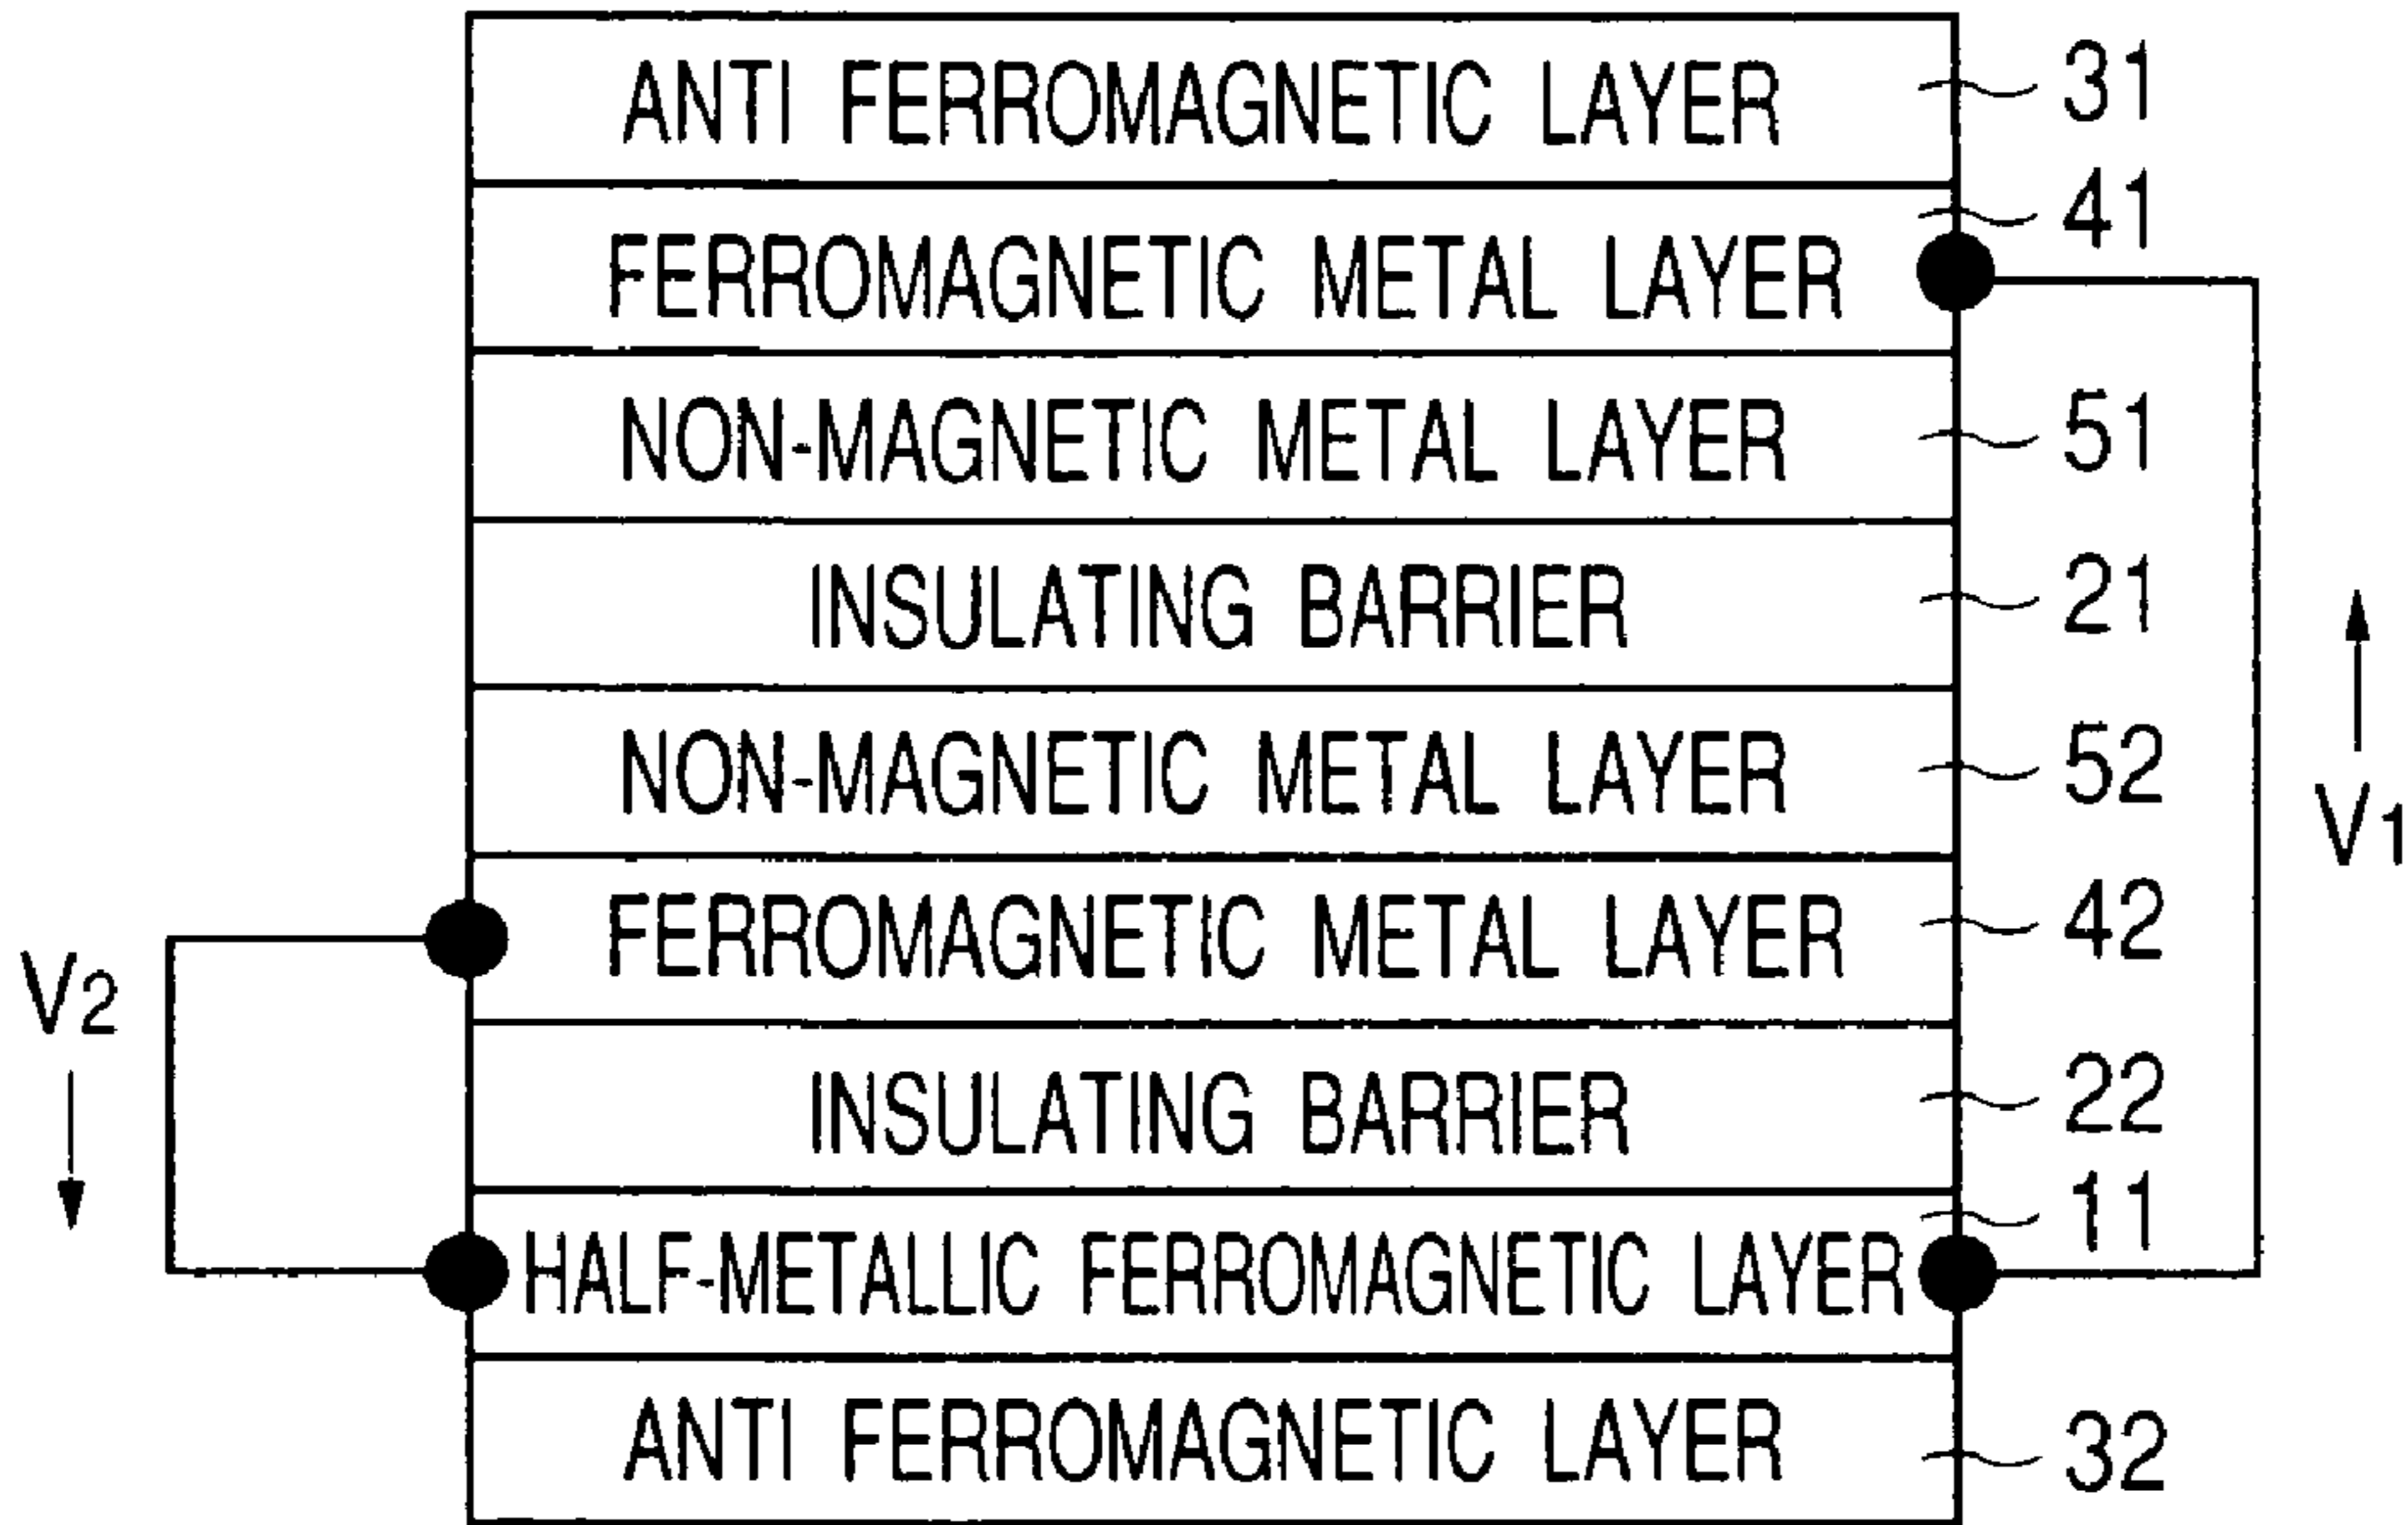 ANTI FERROMAGNETIC LAYER 31
FERROMAGNETIC METAL LAYER 41
NON-MAGNETIC METAL LAYER 51
INSULATING BARRIER 21
NON-MAGNETIC METAL LAYER 52
V1
FERROMAGNETIC METAL LAYER 42
V2
INSULATING BARRIER 22
HALF-METALLIC FERROMAGNETIC LAYER 11
ANTI FERROMAGNETIC LAYER 32